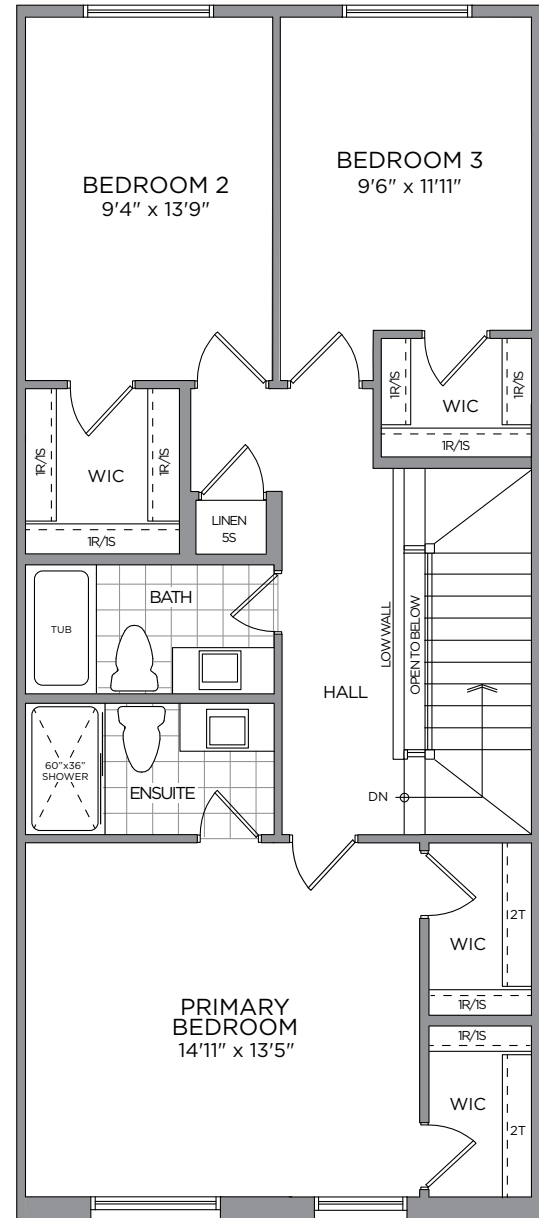 BEDROOM 2
9'4" x 13'9"
BEDROOM 3
9'6" x 11'11"
1R/1S
WIC
1R/1S
1R/1S
1R/1S
WIC
1R/1S
1R/1S
LINEN
5S
BATH
TUB
LOW WALL
OPEN TO BELOW
HALL
60"x36"
SHOWER
ENSUITE
DN
WIC
2T
1R/1S
PRIMARY
BEDROOM
14'11" x 13'5"
1R/1S
WIC
2T